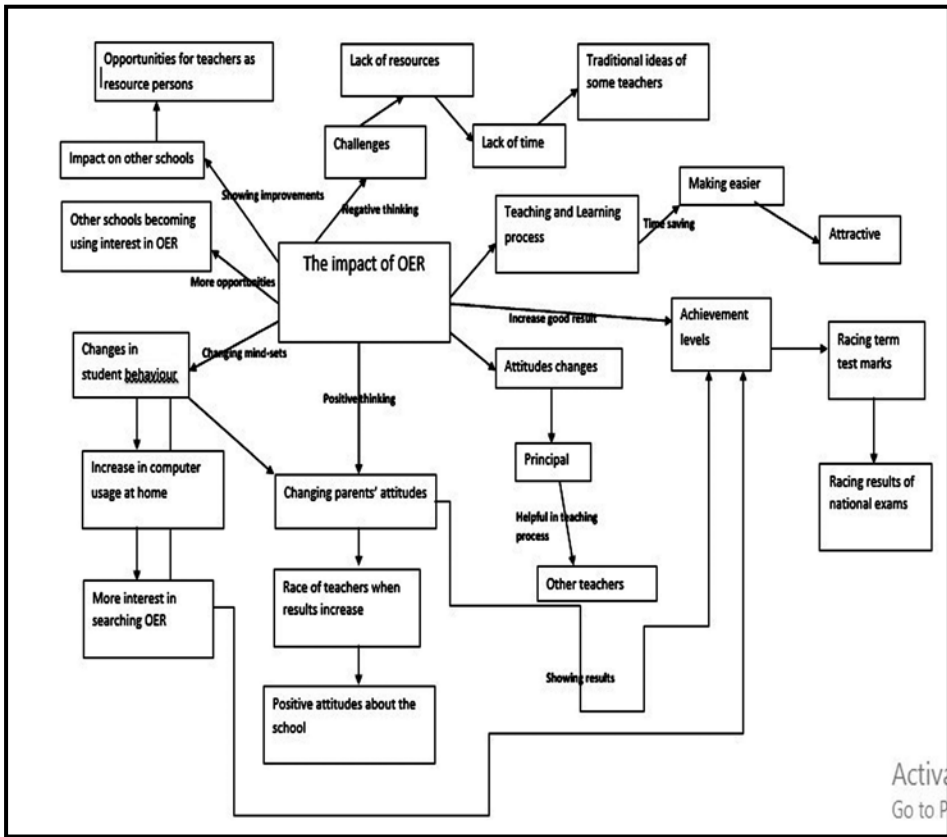 Opportunities for teachers as
resource persons
Lack of resources
Traditional ideas of
some teachers
Impact on other schools
Challenges
Lack of time
Showing improvements
Negative thinking
Making easier
Other schools becoming
using interest in OER
Teaching and Learning
process
Time saving
Attractive
The impact of OER
More opportunities
Increase good result
Achievement
levels
Changing mind-sets
Changes in
student behaviour
Racing term
test marks
Attitudes changes
Positive thinking
Increase in computer
usage at home
Principal
Changing parents' attitudes
Racing results of
national exams
Helpful in teaching
process
Other teachers
More interest in
searching OER
Race of teachers when
results increase
Showing results
Positive attitudes about the
school
Activa
Go to P